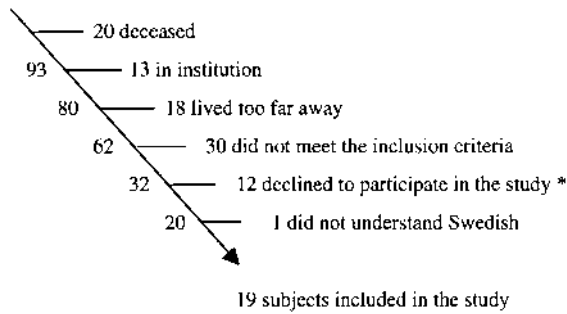 20 deceased
93 13 in institution
80 18 lived too far away
62 30 did not meet the inclusion criteria
32 12 declined to participate in the study *
20 1 did not understand Swedish
19 subjects included in the study